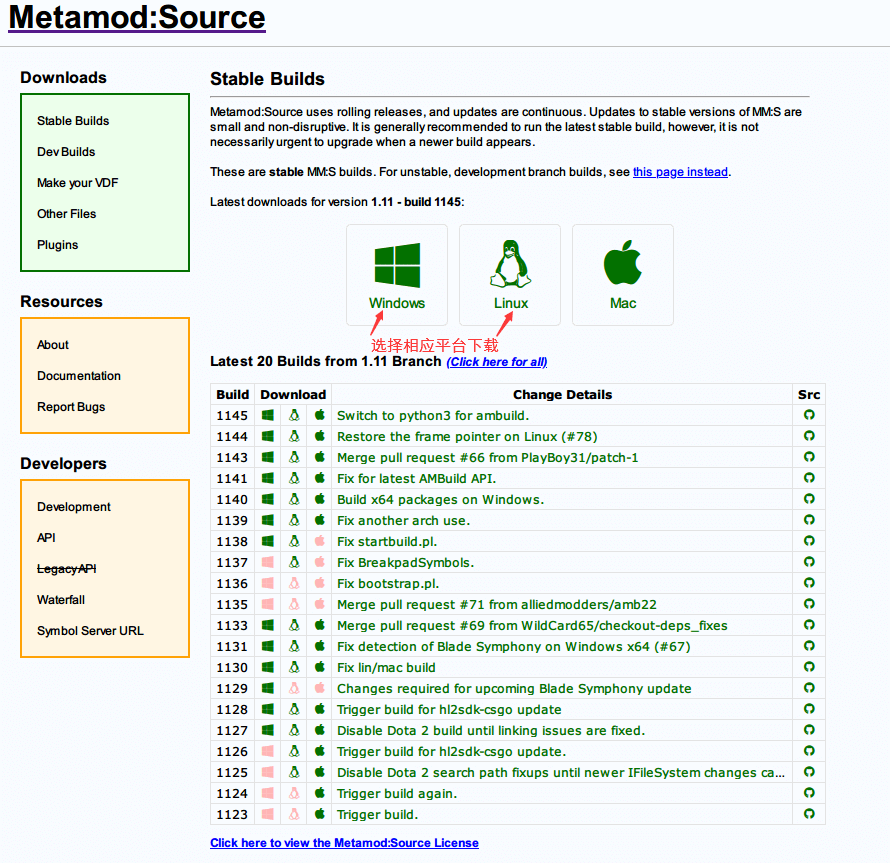 Metamod:Source
Downloads
Stable Builds
Dev Builds
Make your VDF
Other Files
Plugins
Resources
About
Documentation
Report Bugs
Developers
Development
API
LegacyAPI
Waterfall
Symbol Server URL
Stable Builds
Metamod:Source uses rolling releases, and updates are continuous. Updates to stable versions of MM:S are
small and non-disruptive. It is generally recommended to run the latest stable build, however, it is not
necessarily urgent to upgrade when a newer build appears.
These are stable MM:S builds. For unstable, development branch builds, see this page instead.
Latest downloads for version 1.11 - build 1145:
Windows Linux Mac
选择相应平台下载
Latest 20 Builds from 1.11 Branch (Click here for all)
Build Download Change Details Src
1145 Switch to python3 for ambuild.
1144 Restore the frame pointer on Linux (#78)
1143 Merge pull request #66 from PlayBoy31/patch-1
1141 Fix for latest AMBuild API.
1140 Build x64 packages on Windows.
1139 Fix another arch use.
1138 Fix startbuild.pl.
1137 Fix BreakpadSymbols.
1136 Fix bootstrap.pl.
1135 Merge pull request #71 from alliedmodders/amb22
1133 Merge pull request #69 from WildCard65/checkout-deps_fixes
1131 Fix detection of Blade Symphony on Windows x64 (#67)
1130 Fix lin/mac build
1129 Changes required for upcoming Blade Symphony update
1128 Trigger build for hl2sdk-csgo update
1127 Disable Dota 2 build until linking issues are fixed.
1126 Trigger build for hl2sdk-csgo update.
1125 Disable Dota 2 search path fixups until newer IFileSystem changes ca...
1124 Trigger build again.
1123 Trigger build.
Click here to view the Metamod:Source License